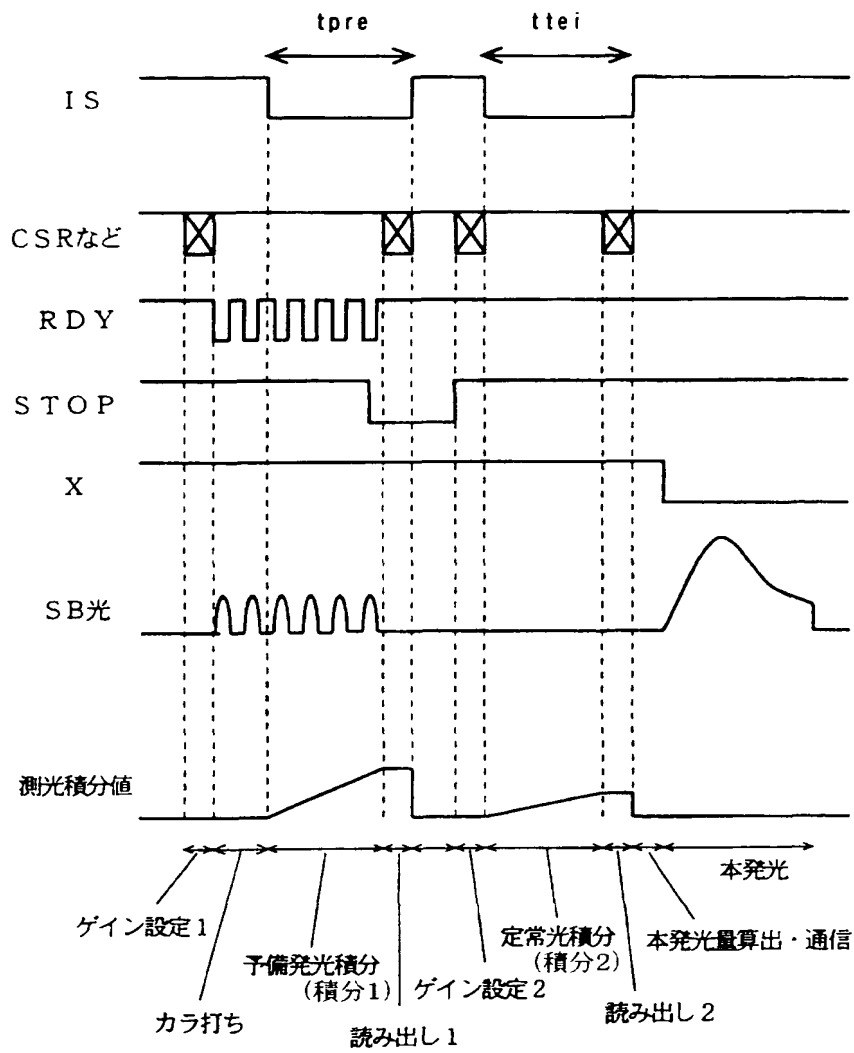 tpre ttei
IS
CSRなど
RDY
STOP
X
SB光
測光積分値
本発光
ゲイン設定1
定常光積分
(積分2)
本発光量算出・通信
予備発光積分
(積分1)
ゲイン設定2
カラ打ち
読み出し1
読み出し2